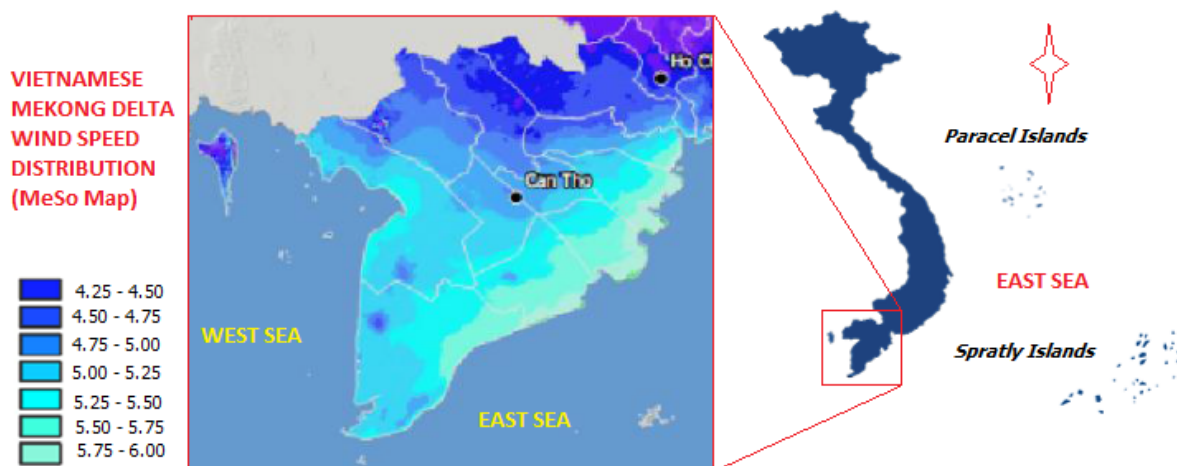 VIETNAMESE
MEKONG DELTA
WIND SPEED
DISTRIBUTION
(MeSo Map)
4.25 - 4.50
4.50 - 4.75
4.75 - 5.00
5.00 - 5.25
5.25 - 5.50
5.50 - 5.75
5.75 - 6.00
Ho C
Can Tho
WEST SEA
EAST SEA
Paracel Islands
EAST SEA
Spratly Islands